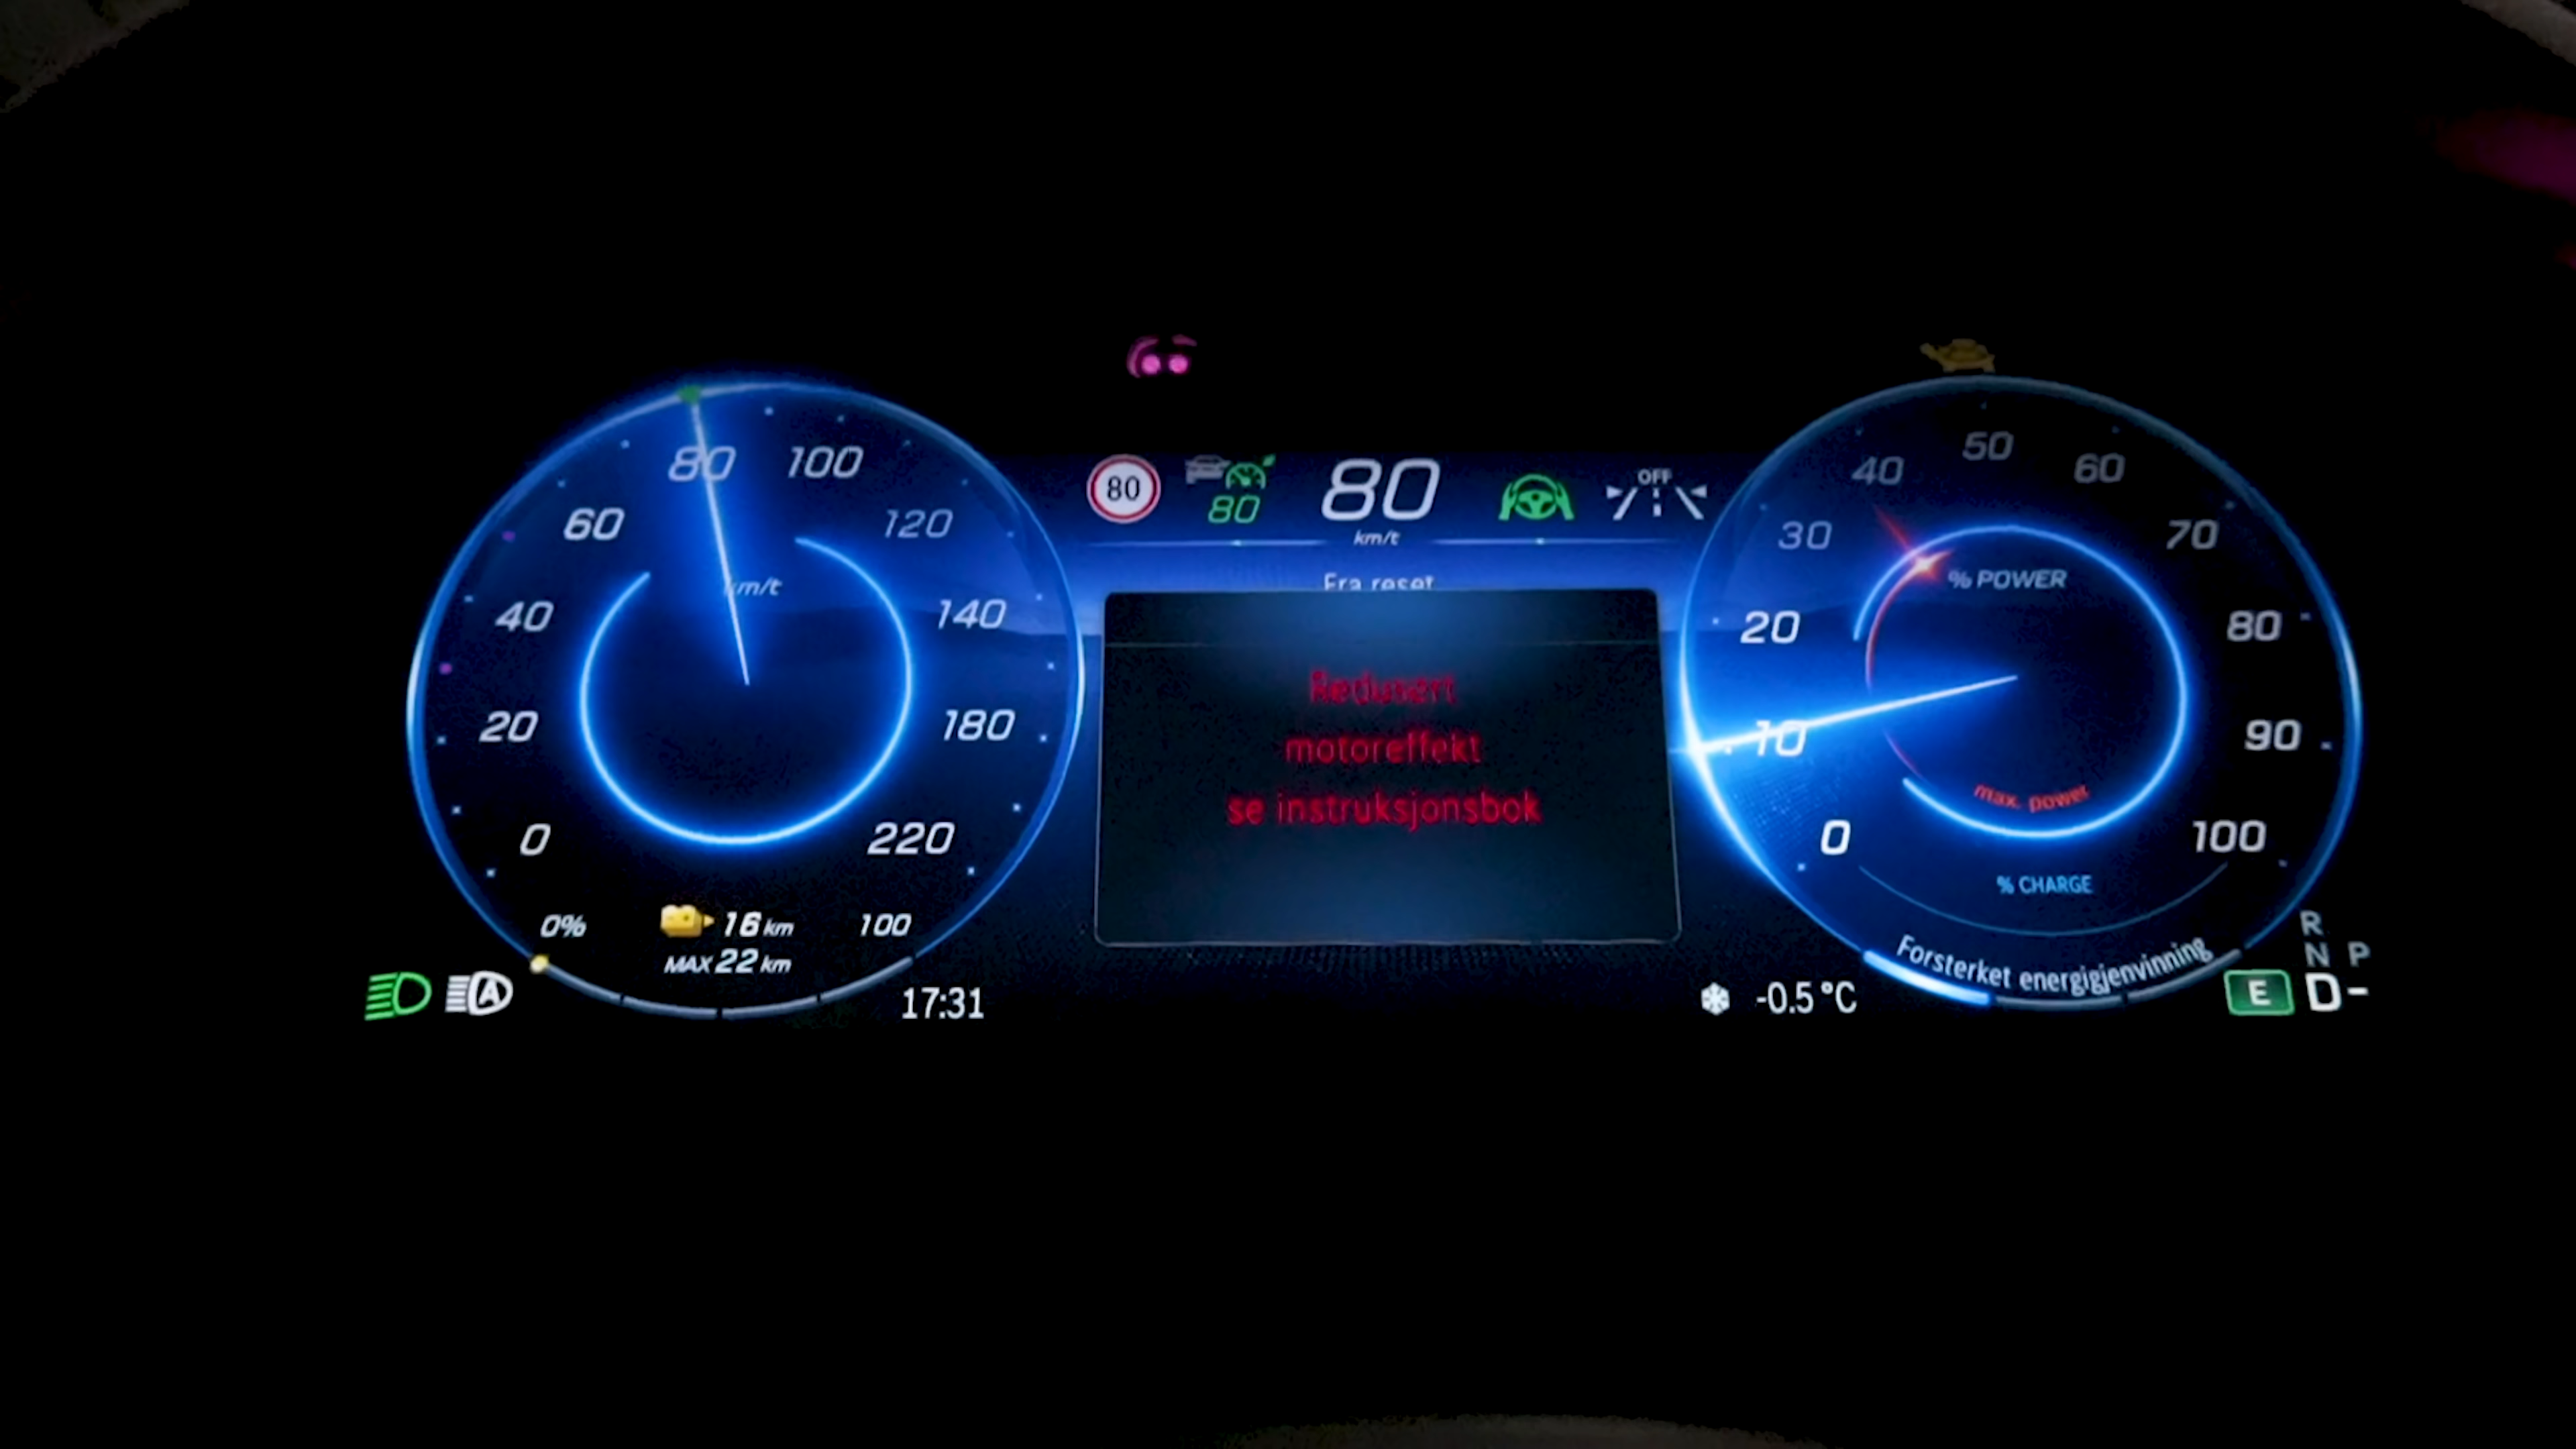 80 100
60 120
km/t
40 140
20 180
0 220
0% 16 km 100
MAX 22 km
17:31
80 80 80 OFF
km/t
Fra reset
Redusert
motoreffekt
se instruksjonsbok
50
40 60
30 70
% POWER
20 80
10 90
max. power
0 100
% CHARGE
Forsterket energigjenvinning
-0.5 °C
R
N P
E D-
A